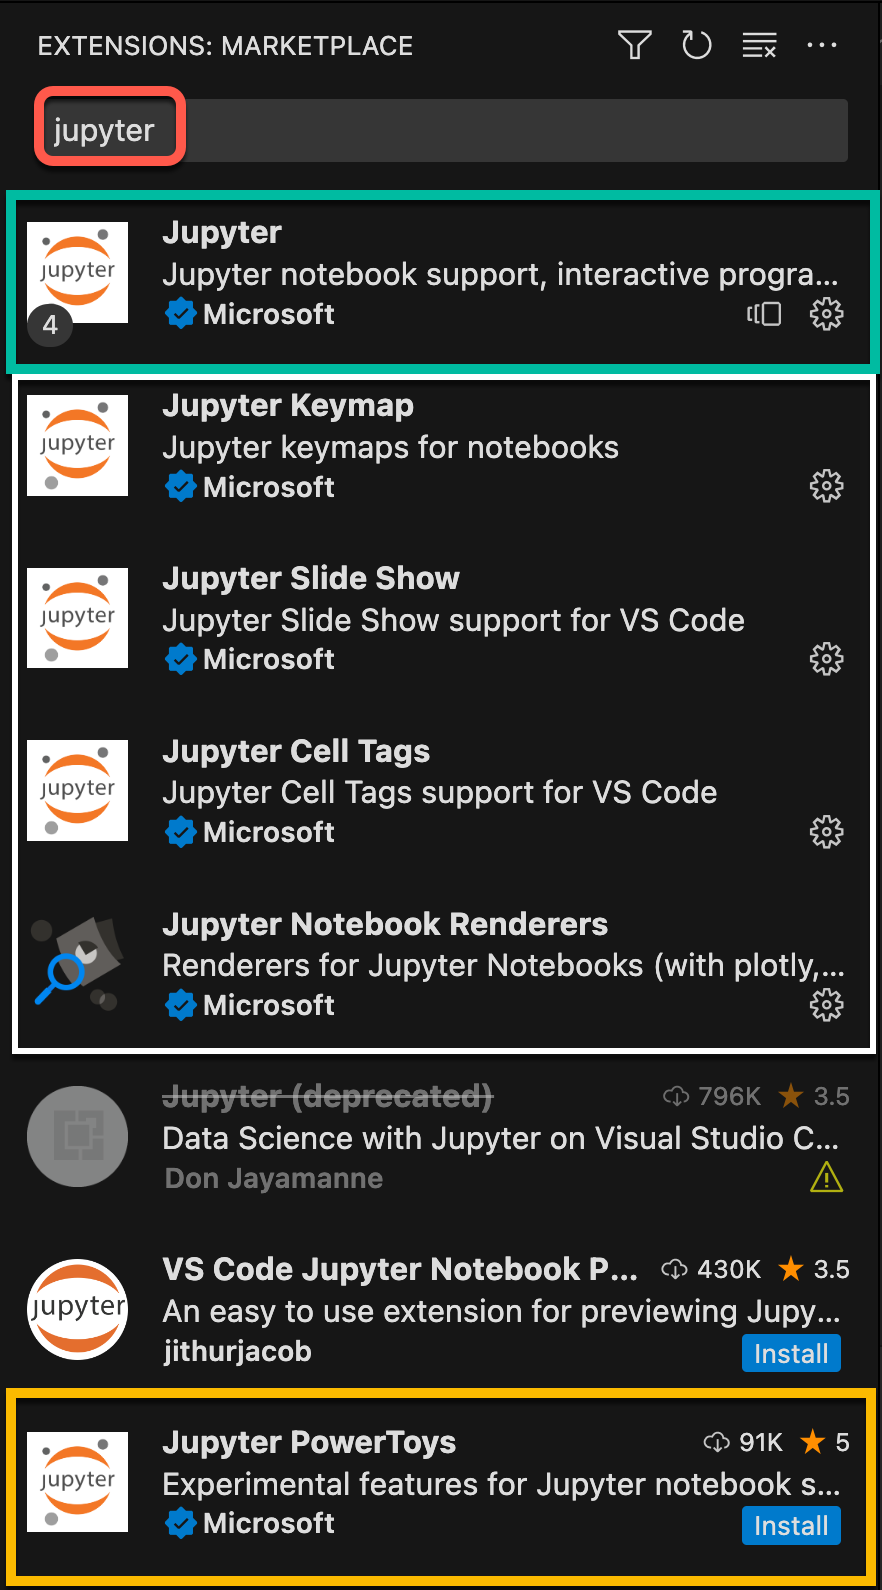 EXTENSIONS: MARKETPLACE
jupyter
jupyter
4
Jupyter
Jupyter notebook support, interactive progra...
Microsoft
jupyter
Jupyter Keymap
Jupyter keymaps for notebooks
Microsoft
jupyter
Jupyter Slide Show
Jupyter Slide Show support for VS Code
Microsoft
jupyter
Jupyter Cell Tags
Jupyter Cell Tags support for VS Code
Microsoft
Jupyter Notebook Renderers
Renderers for Jupyter Notebooks (with plotly,...
Microsoft
Jupyter (deprecated) 796K 3.5
Data Science with Jupyter on Visual Studio C...
Don Jayamanne
jupyter
VS Code Jupyter Notebook P... 430K 3.5
An easy to use extension for previewing Jupy...
jithurjacob Install
jupyter
Jupyter PowerToys 91K 5
Experimental features for Jupyter notebook s...
Microsoft Install